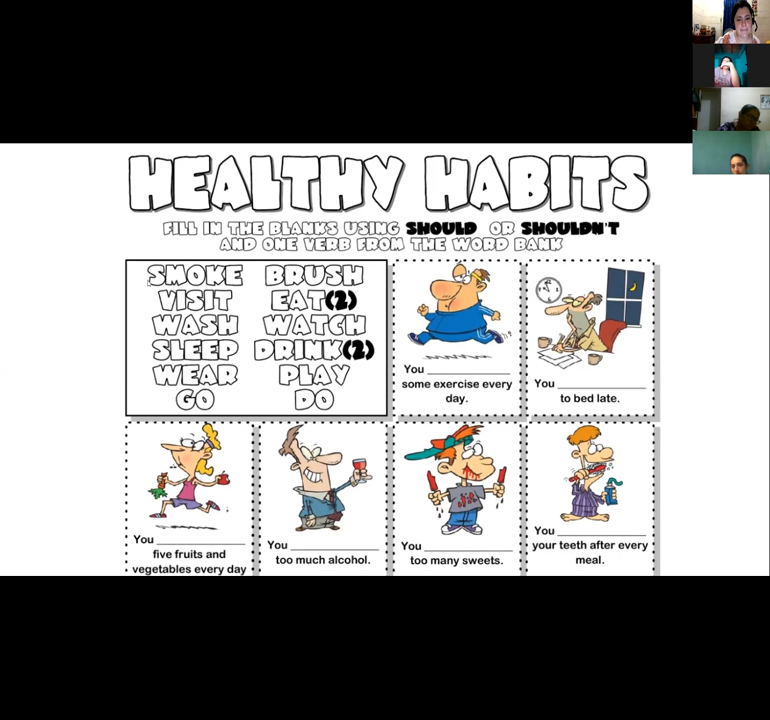 HEALTHY HABITS
FILL IN THE BLANKS USING SHOULD OR SHOULDN'T
AND ONE VERB FROM THE WORD BANK
SMOKE BRUSH
VISIT EAT(2)
WASH WATCH
SLEEP DRINK(2)
WEAR PLAY
GO DO
You ____________
some exercise every
day.
You ____________
to bed late.
You ____________
five fruits and
vegetables every day
You ____________
too much alcohol.
You ____________
too many sweets.
You ____________
your teeth after every
meal.